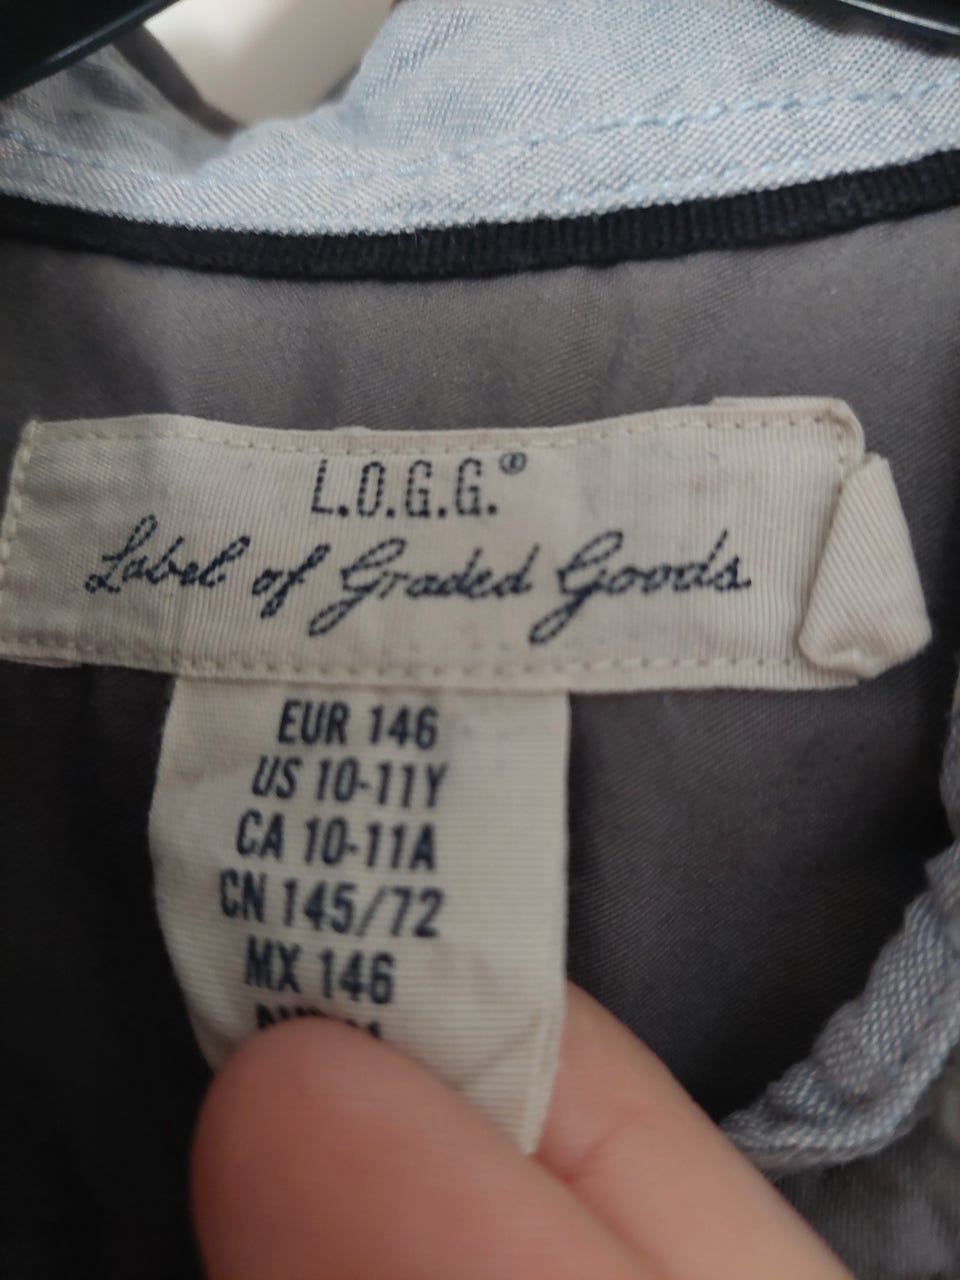 L.O.G.G.®
Label of Graded Goods
EUR 146
US 10-11Y
CA 10-11A
CN 145/72
MX 146